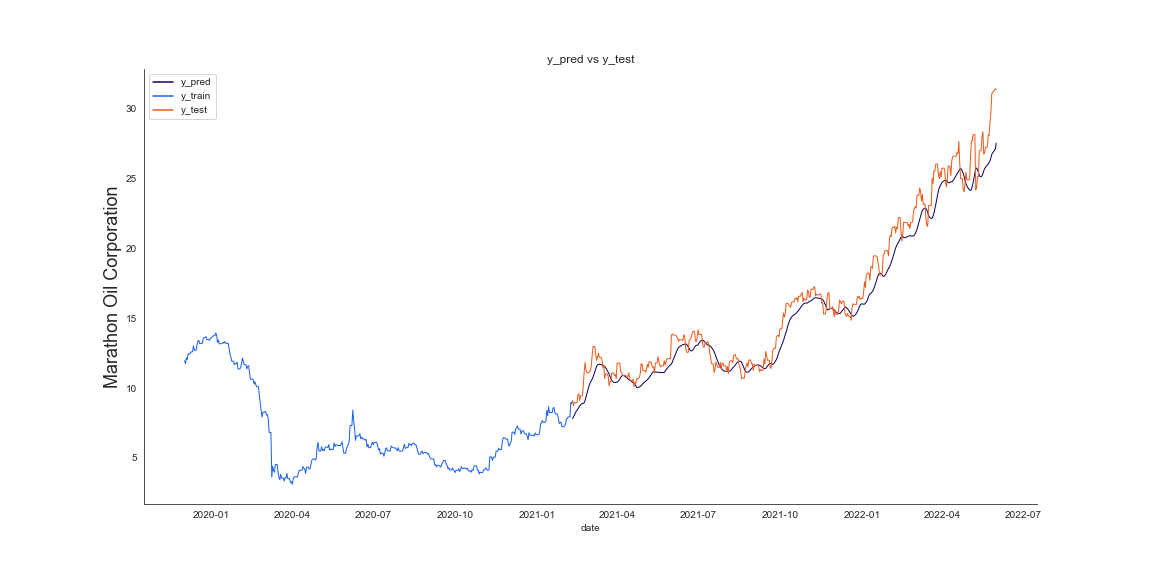 y_pred vs y_test
y_pred
y_train
y_test
Marathon Oil Corporation
30
25
20
15
10
5
2020-01 2020-04 2020-07 2020-10 2021-01 2021-04 2021-07 2021-10 2022-01 2022-04 2022-07
date